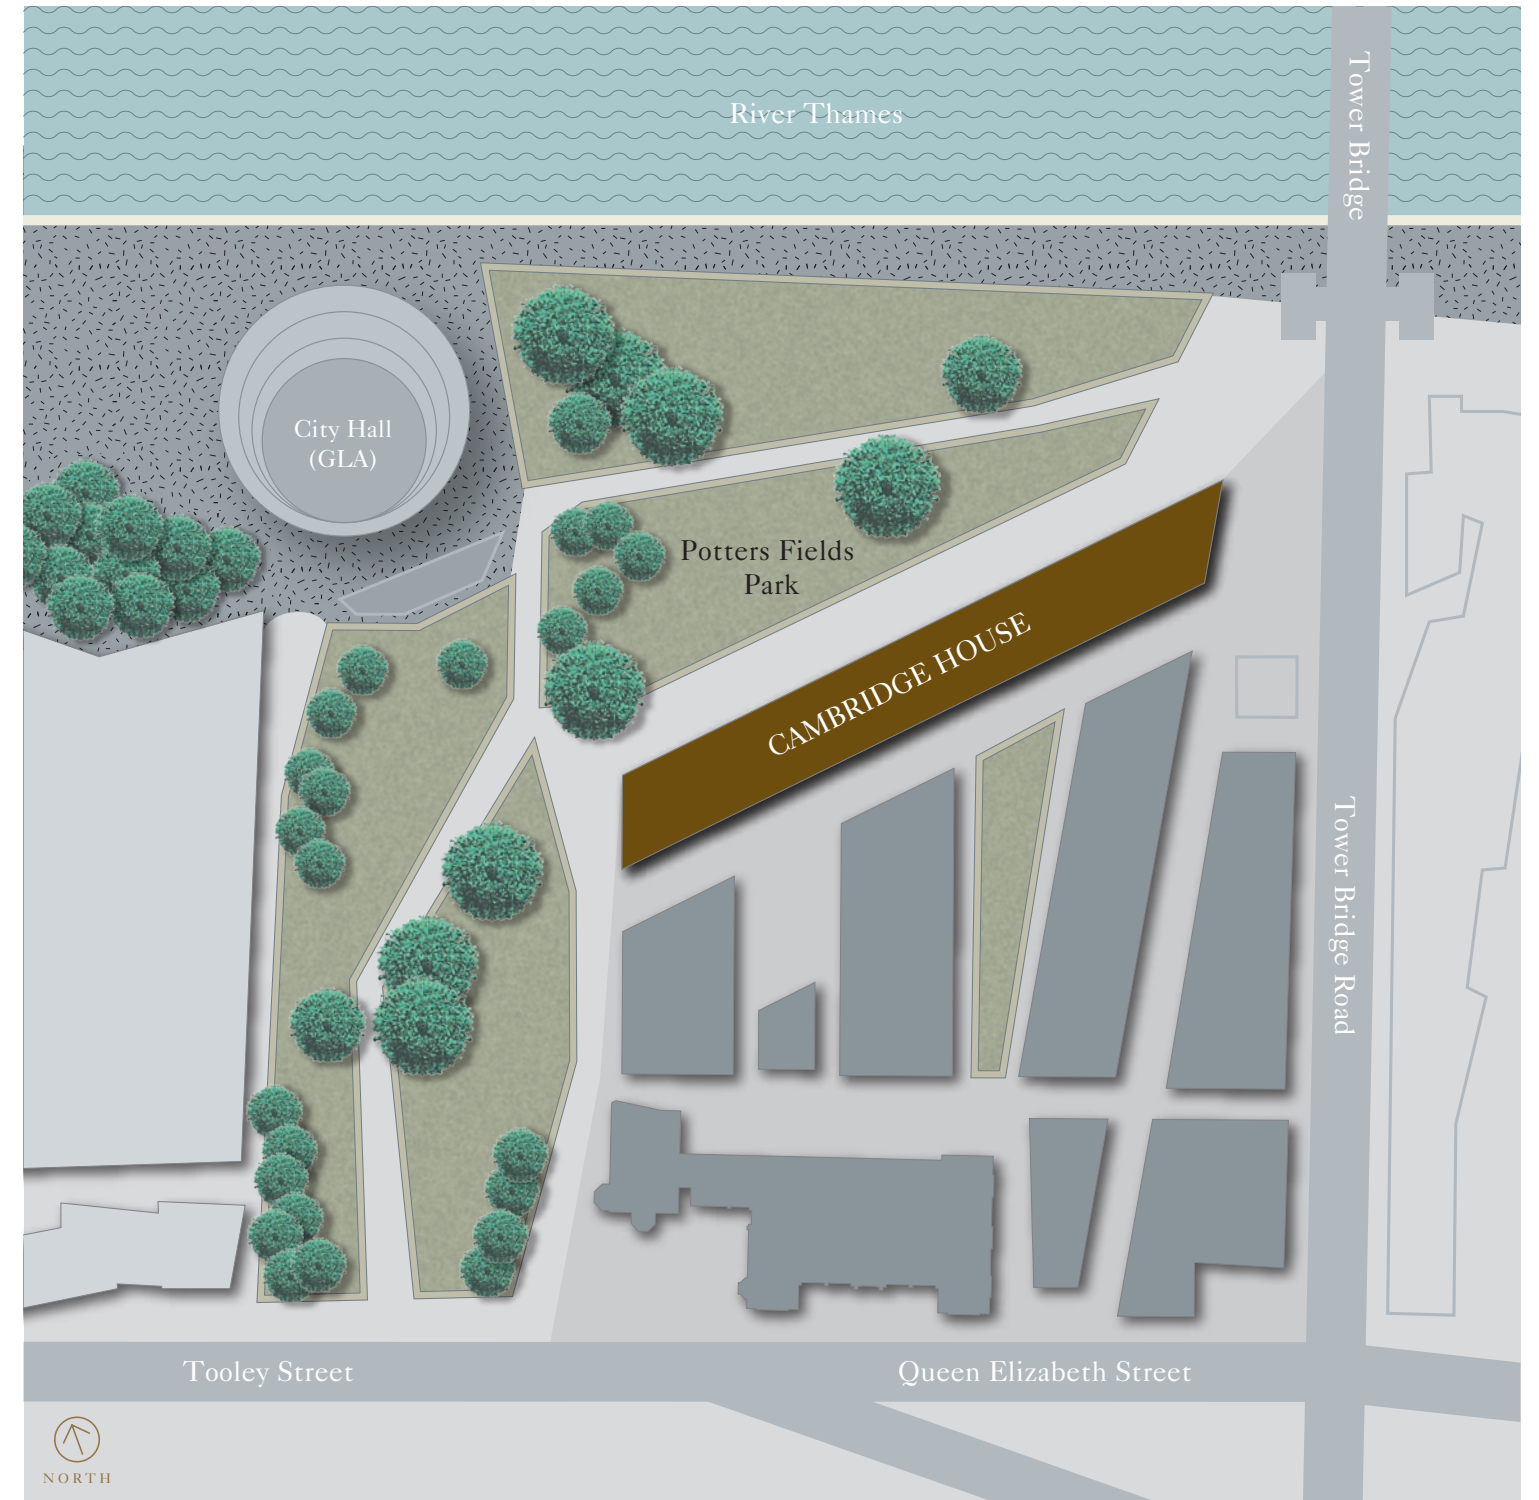 Tower Bridge
River Thames
City Hall
(GLA)
Potters Fields
Park
CAMBRIDGE HOUSE
Tower Bridge Road
Tooley Street
Queen Elizabeth Street
NORTH